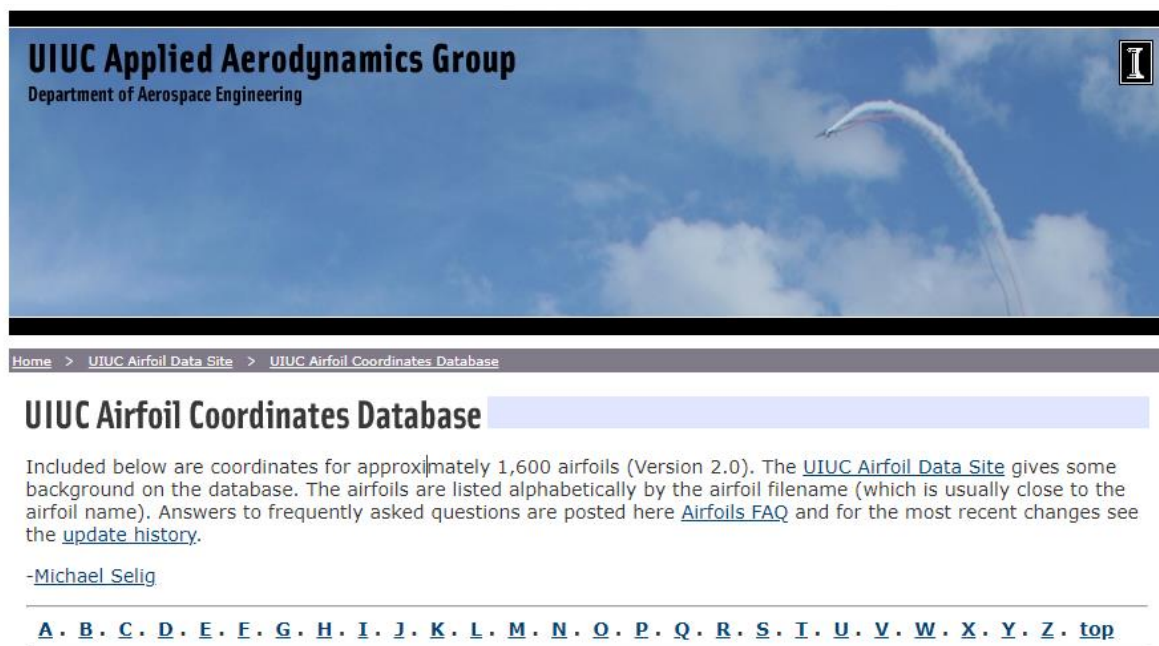 UIUC Applied Aerodynamics Group
Department of Aerospace Engineering
Home > UIUC Airfoil Data Site > UIUC Airfoil Coordinates Database
UIUC Airfoil Coordinates Database
Included below are coordinates for approximately 1,600 airfoils (Version 2.0). The UIUC Airfoil Data Site gives some
background on the database. The airfoils are listed alphabetically by the airfoil filename (which is usually close to the
airfoil name). Answers to frequently asked questions are posted here Airfoils FAQ and for the most recent changes see
the update history.
-Michael Selig
A . B . C . D . E . F . G . H . I . J . K . L . M . N . O . P . Q . R . S . T . U . V . W . X . Y . Z . top